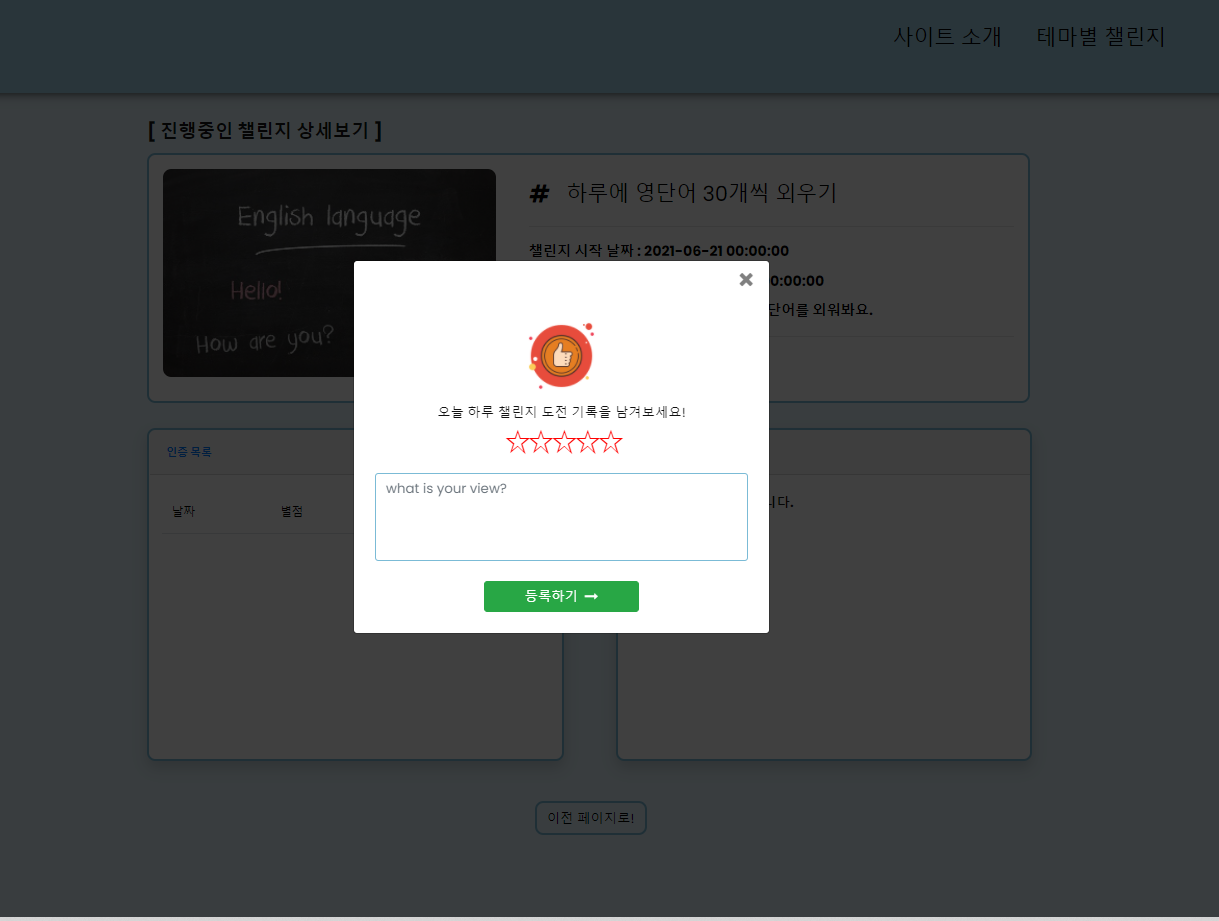 사이트 소개 테마별 챌린지
[ 진행중인 챌린지 상세보기 ]
English language
Hello!
How are you?
# 하루에 영단어 30개씩 외우기
챌린지 시작 날짜 : 2021-06-21 00:00:00
0:00:00
단어를 외워봐요.
오늘 하루 챌린지 도전 기록을 남겨보세요!
what is your view?
등록하기
인증목록
날짜 별점
니다.
이전 페이지로!